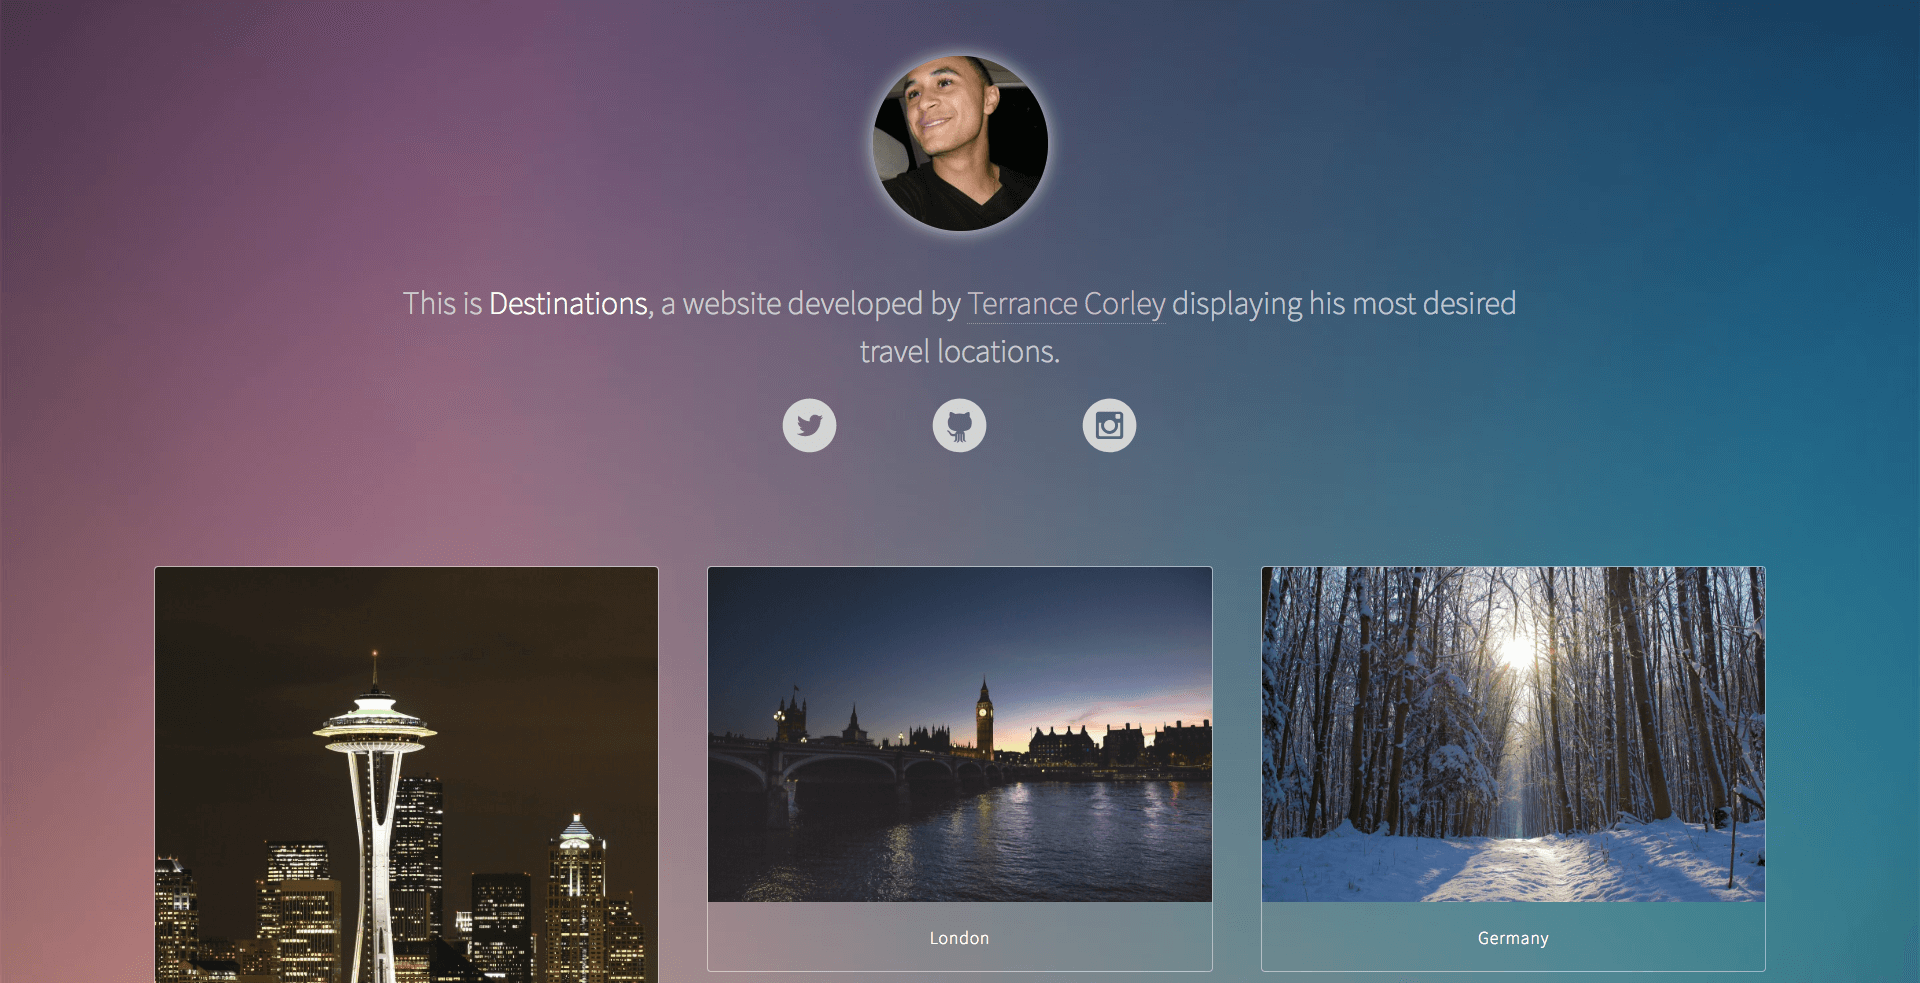 This is Destinations, a website developed by Terrance Corley displaying his most desired
travel locations.
London
Germany